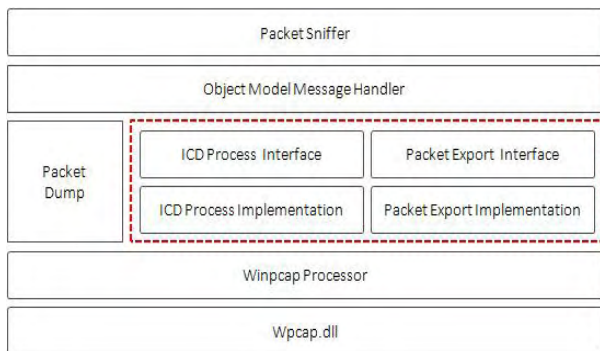 Packet Sniffer
Object Model Message Handler
Packet
Dump
ICD Process Interface
Packet Export Interface
ICD Process Implementation
Packet Export Implementation
Winpcap Processor
Wpcap.dll